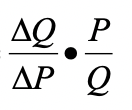 = ΔQ/ΔP • P/Q